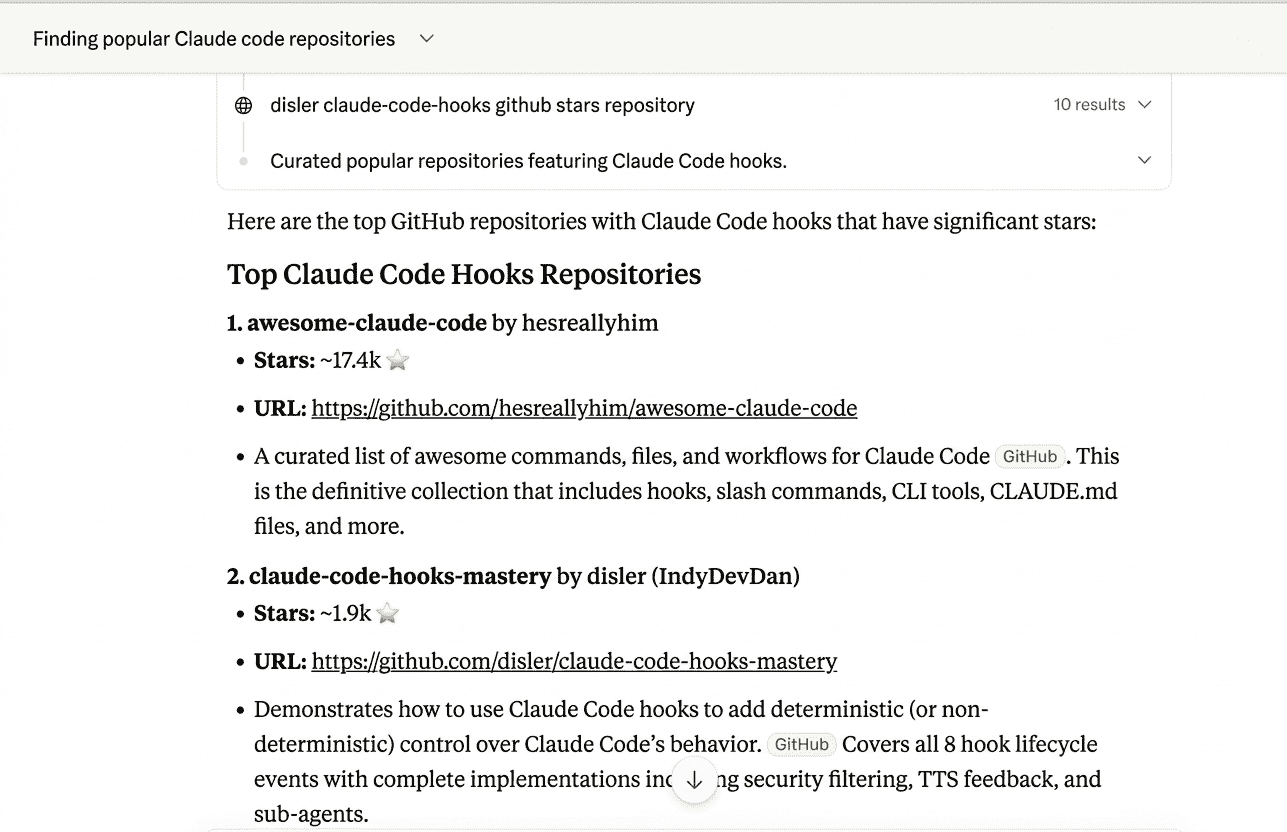 Finding popular Claude code repositories
disler claude-code-hooks github stars repository 10 results
Curated popular repositories featuring Claude Code hooks.
Here are the top GitHub repositories with Claude Code hooks that have significant stars:
Top Claude Code Hooks Repositories
1. awesome-claude-code by hesreallyhim
• Stars: ~17.4k ⭐
• URL: https://github.com/hesreallyhim/awesome-claude-code
• A curated list of awesome commands, files, and workflows for Claude Code GitHub . This
is the definitive collection that includes hooks, slash commands, CLI tools, CLAUDE.md
files, and more.
2. claude-code-hooks-mastery by disler (IndyDevDan)
• Stars: ~1.9k ⭐
• URL: https://github.com/disler/claude-code-hooks-mastery
• Demonstrates how to use Claude Code hooks to add deterministic (or non-
deterministic) control over Claude Code’s behavior. GitHub Covers all 8 hook lifecycle
events with complete implementations security filtering, TTS feedback, and
sub-agents.